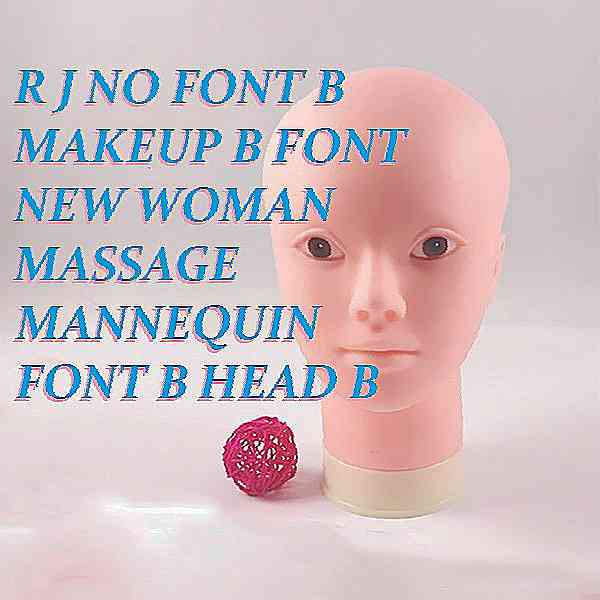 R J NO FONT B
MAKEUP B FONT
NEW WOMAN
MASSAGE
MANNEQUIN
FONT B HEAD B